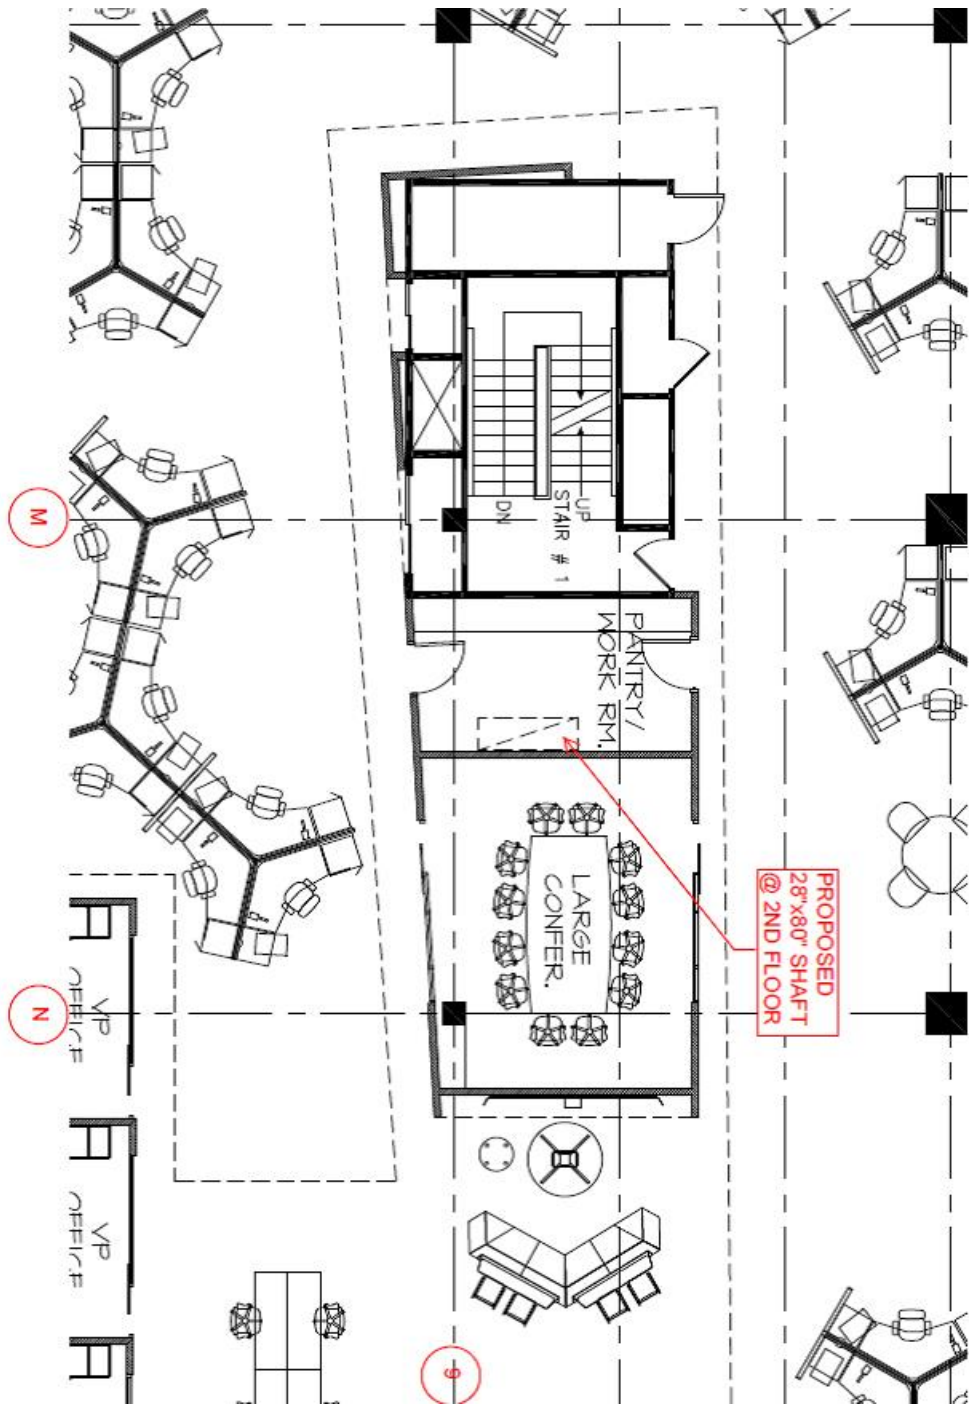 M
N
9
UP
DN
STAIR # 1
PANTRY/
WORK RM.
LARGE
CONFER.
PROPOSED
28"x80" SHAFT
@ 2ND FLOOR
VP
OFFICE
VP
OFFICE